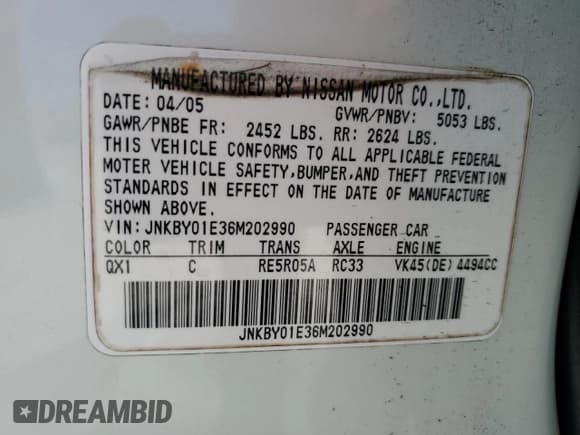 MANUFACTURED BY NISSAN MOTOR CO.,LTD.
DATE: 04/05 GVWR/PNBV: 5053 LBS.
GAWR/PNBE FR: 2452 LBS. RR: 2624 LBS.
THIS VEHICLE CONFORMS TO ALL APPLICABLE FEDERAL
MOTER VEHICLE SAFETY,BUMPER,AND THEFT PREVENTION
STANDARDS IN EFFECT ON THE DATE OF MANUFACTURE
SHOWN ABOVE.
VIN: JNKBY01E36M202990 PASSENGER CAR
COLOR TRIM TRANS AXLE ENGINE
QX1 C RE5R05A RC33 VK45(DE) 4494CC
JNKBY01E36M202990
DREAMBID